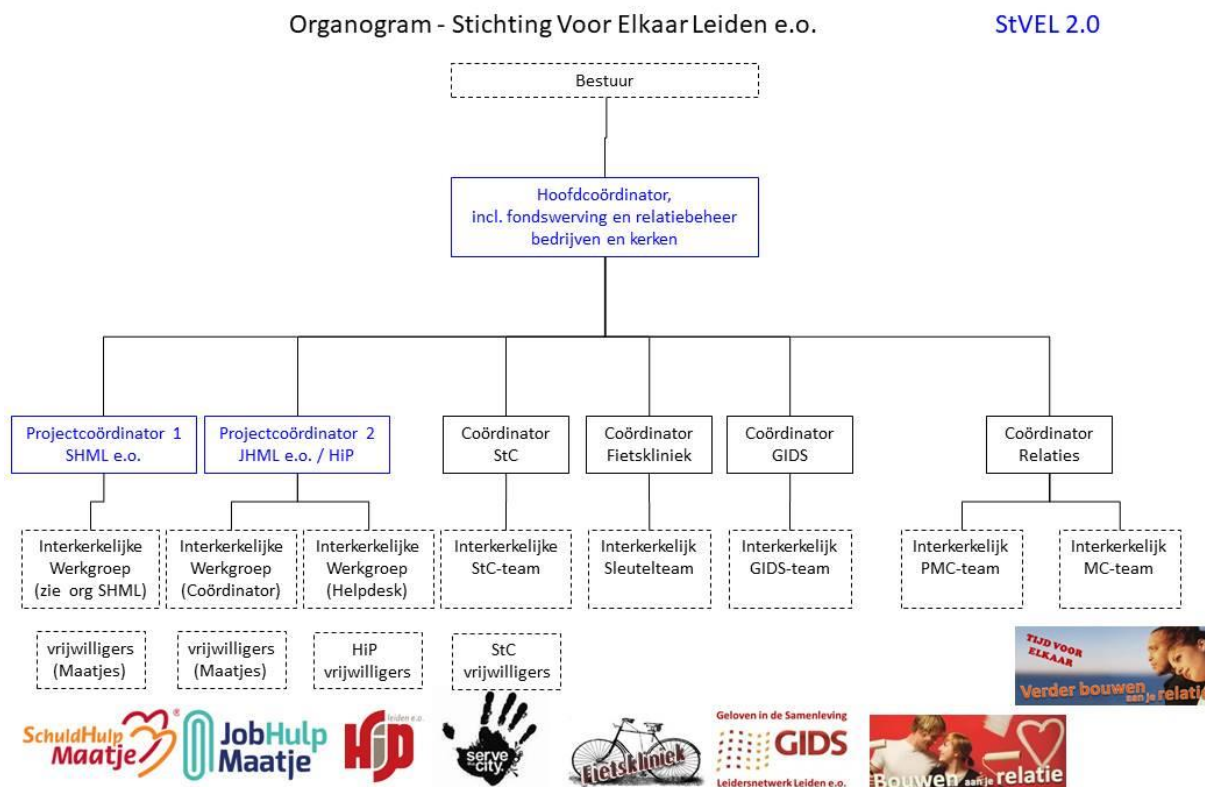 Organogram - Stichting Voor Elkaar Leiden e.o.
StVEL 2.0
Bestuur
Hoofdcoördinator,
incl. fondswerving en relatiebeheer
bedrijven en kerken
Projectcoördinator 1
SHML e.o.
Projectcoördinator 2
JHML e.o. / HiP
Coördinator
StC
Coördinator
Fietskliniek
Coördinator
GIDS
Coördinator
Relaties
Interkerkelijke
Werkgroep
(zie org SHML)
Interkerkelijke
Werkgroep
(Coördinator)
Interkerkelijke
Werkgroep
(Helpdesk)
Interkerkelijke
StC-team
Interkerkelijk
Sleutelteam
Interkerkelijk
GIDS-team
Interkerkelijk
PMC-team
Interkerkelijk
MC-team
vrijwilligers
(Maatjes)
vrijwilligers
(Maatjes)
HiP
vrijwilligers
StC
vrijwilligers
TIJD VOOR
ELKAAR
Verder bouwen
aan je relatie
SchuldHulp
Maatje®
JobHulp
Maatje
leiden e.o.
HiP
serve
the city.
Fietskliniek
Geloven in de Samenleving
GIDS
Leidersnetwerk Leiden e.o.
Bouwen aan je relatie